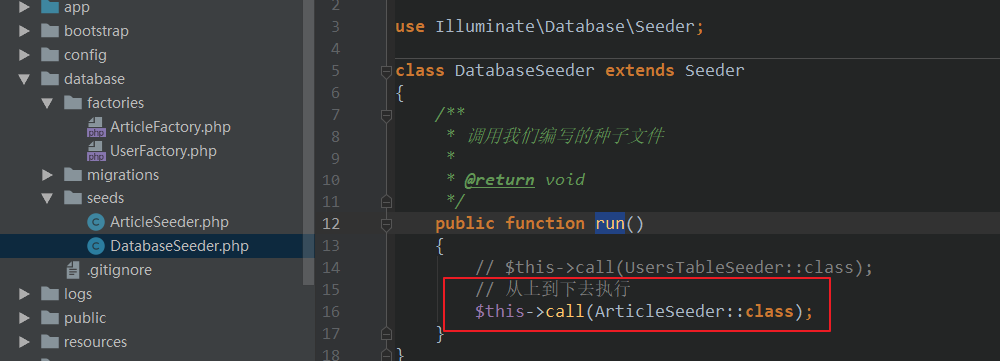 app
bootstrap
config
database
factories
ArticleFactory.php
UserFactory.php
migrations
seeds
ArticleSeeder.php
DatabaseSeeder.php
.gitignore
logs
public
resources
2
3 use Illuminate\Database\Seeder;
4
5 class DatabaseSeeder extends Seeder
6 {
7 /**
8 * 调用我们编写的种子文件
9 *
10 * @return void
11 */
12 public function run()
13 {
14 // $this->call(UsersTableSeeder::class);
15 // 从上到下去执行
16 $this->call(ArticleSeeder::class);
17 }
18 }